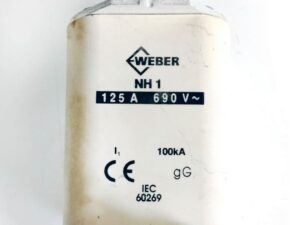 WEBER
NH 1
125 A 690 V~
I₁ 100kA
CE gG
IEC
60269